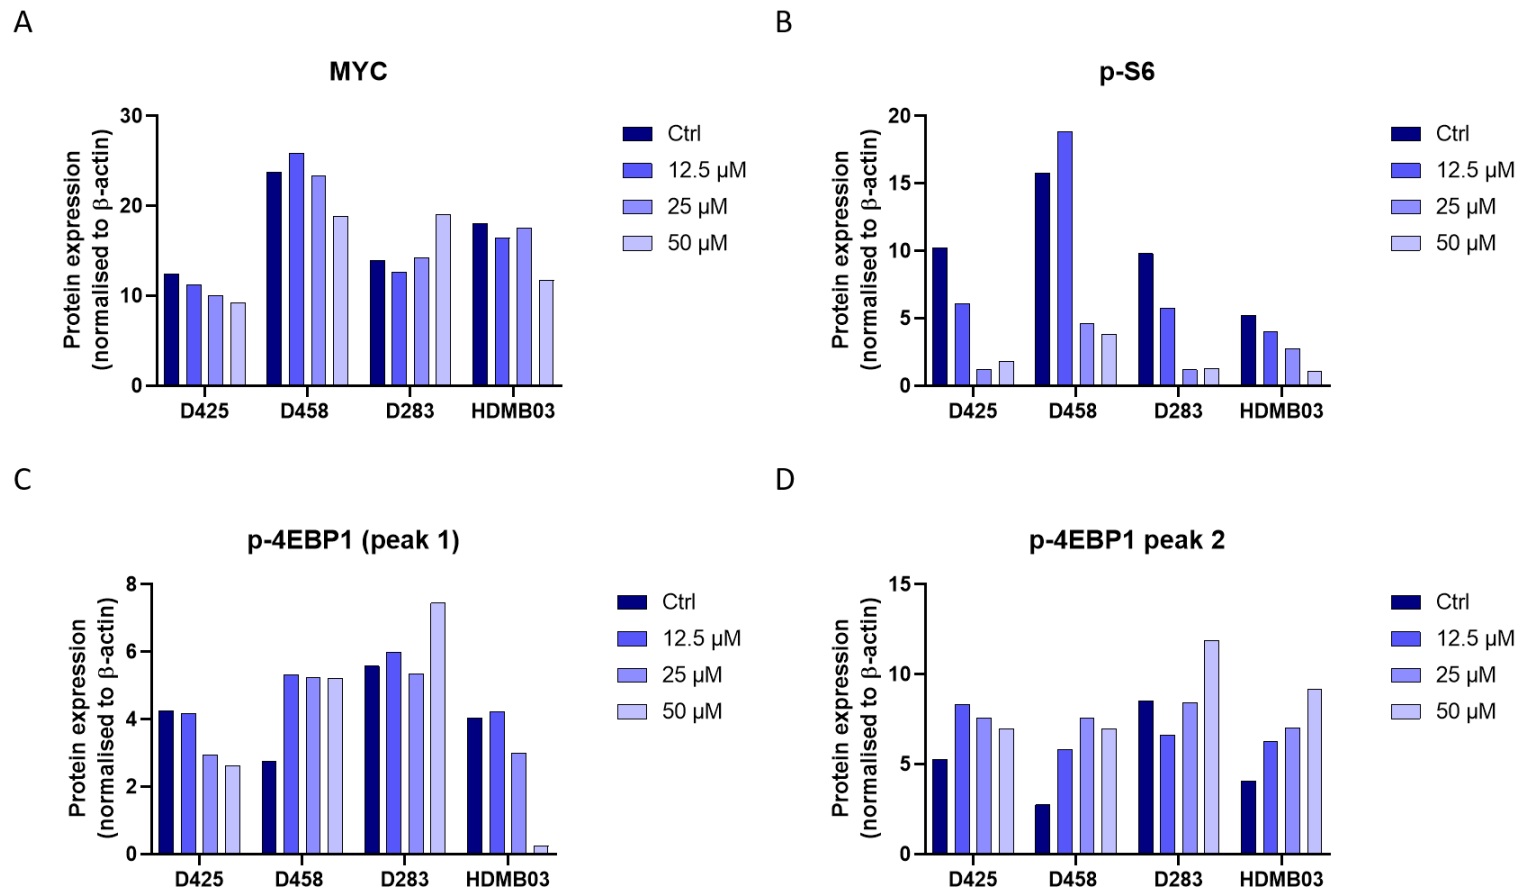 A
MYC
Protein expression
(normalised to β-actin)
30
20
10
0
D425 D458 D283 HDMB03
Ctrl
12.5 µM
25 µM
50 µM
B
p-S6
Protein expression
(normalised to β-actin)
20
15
10
5
0
D425 D458 D283 HDMB03
Ctrl
12.5 µM
25 µM
50 µM
C
p-4EBP1 (peak 1)
Protein expression
(normalised to β-actin)
8
6
4
2
0
D425 D458 D283 HDMB03
Ctrl
12.5 µM
25 µM
50 µM
D
p-4EBP1 peak 2
Protein expression
(normalised to β-actin)
15
10
5
0
D425 D458 D283 HDMB03
Ctrl
12.5 µM
25 µM
50 µM